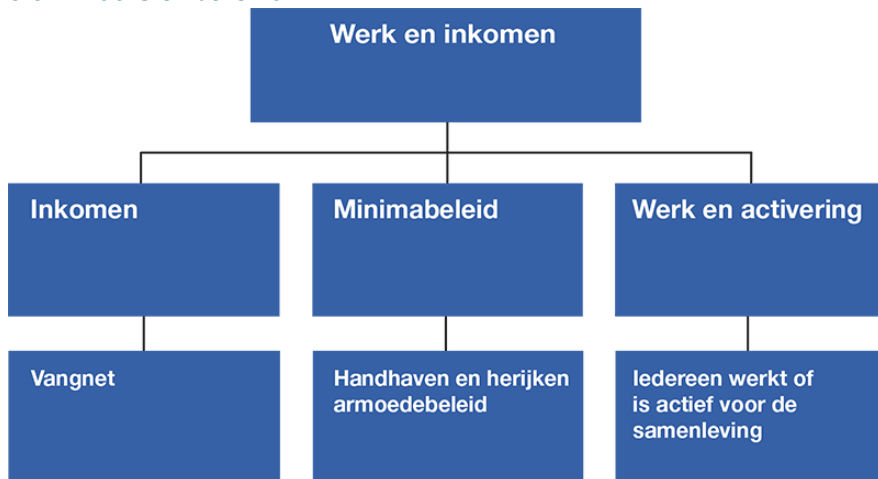 Werk en inkomen
Inkomen
Minimabeleid
Werk en activering
Vangnet
Handhaven en herijken
armoedebeleid
Iedereen werkt of
is actief voor de
samenleving